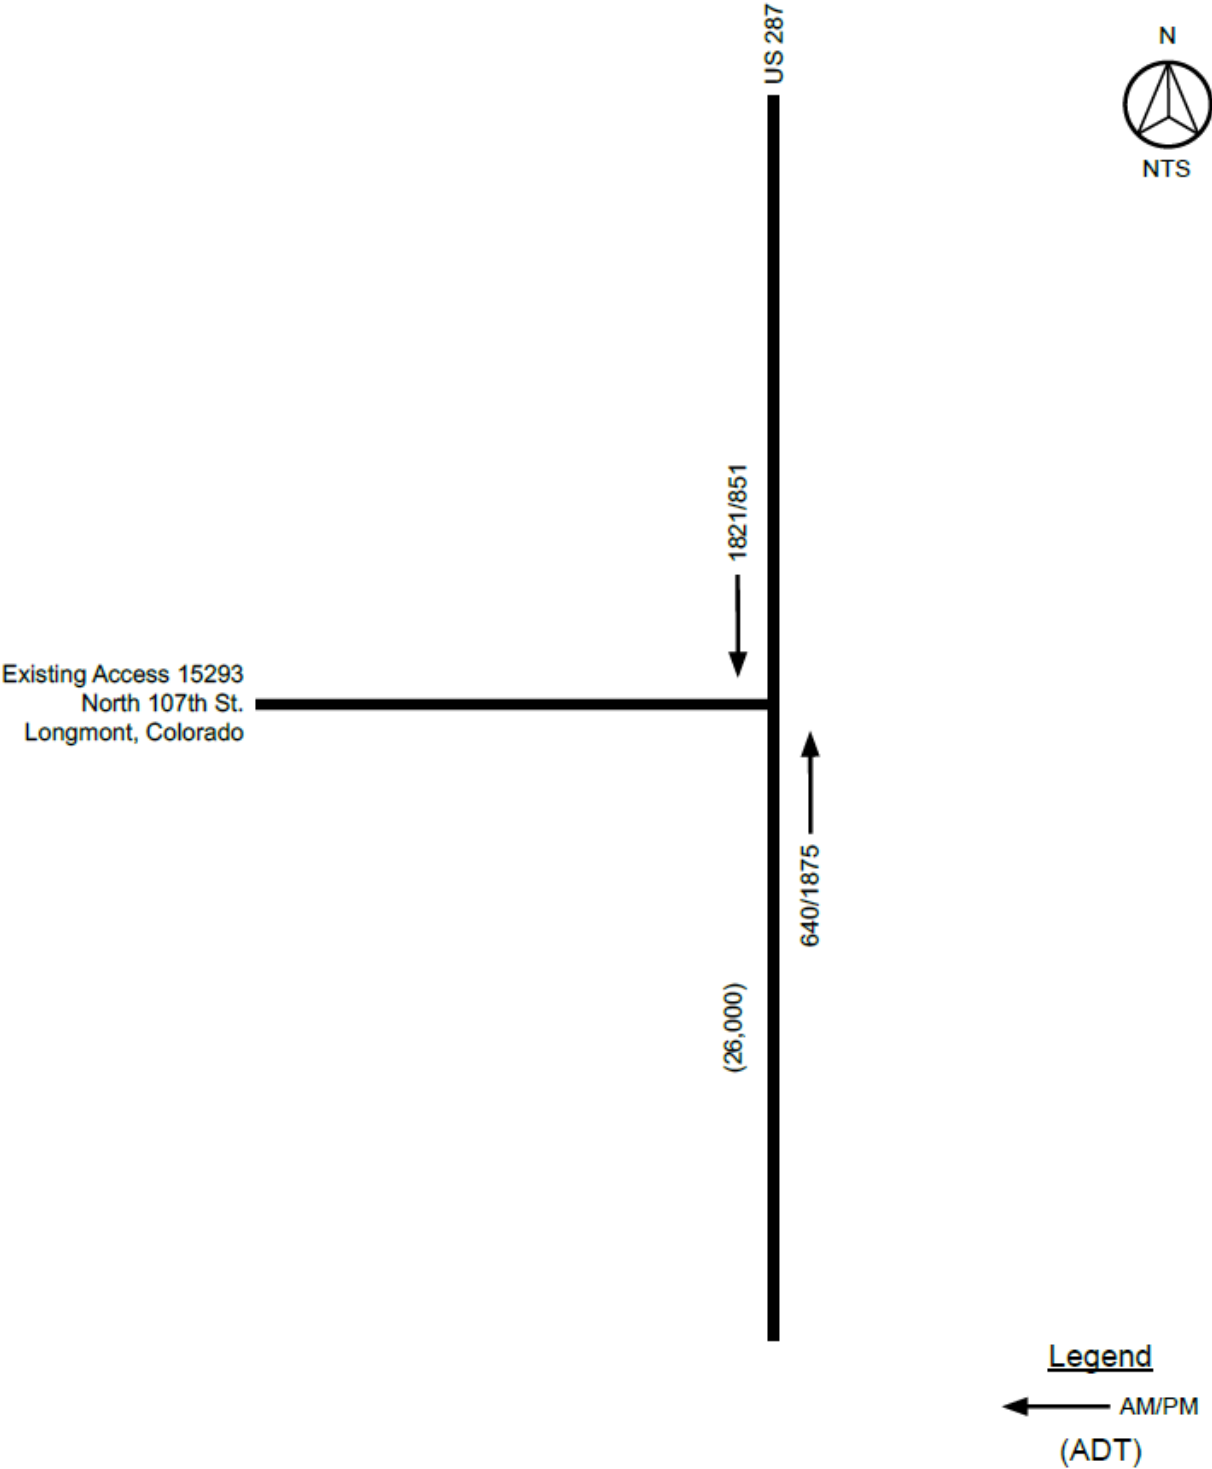 US 287
N
NTS
1821/851
Existing Access 15293
North 107th St.
Longmont, Colorado
640/1875
(26,000)
Legend
AM/PM
(ADT)